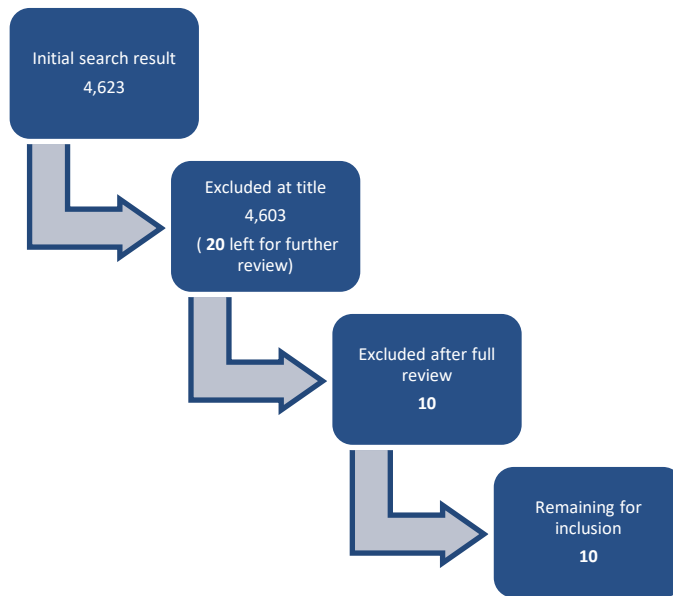 Initial search result
4,623
Excluded at title
4,603
( 20 left for further
review)
Excluded after full
review
10
Remaining for
inclusion
10